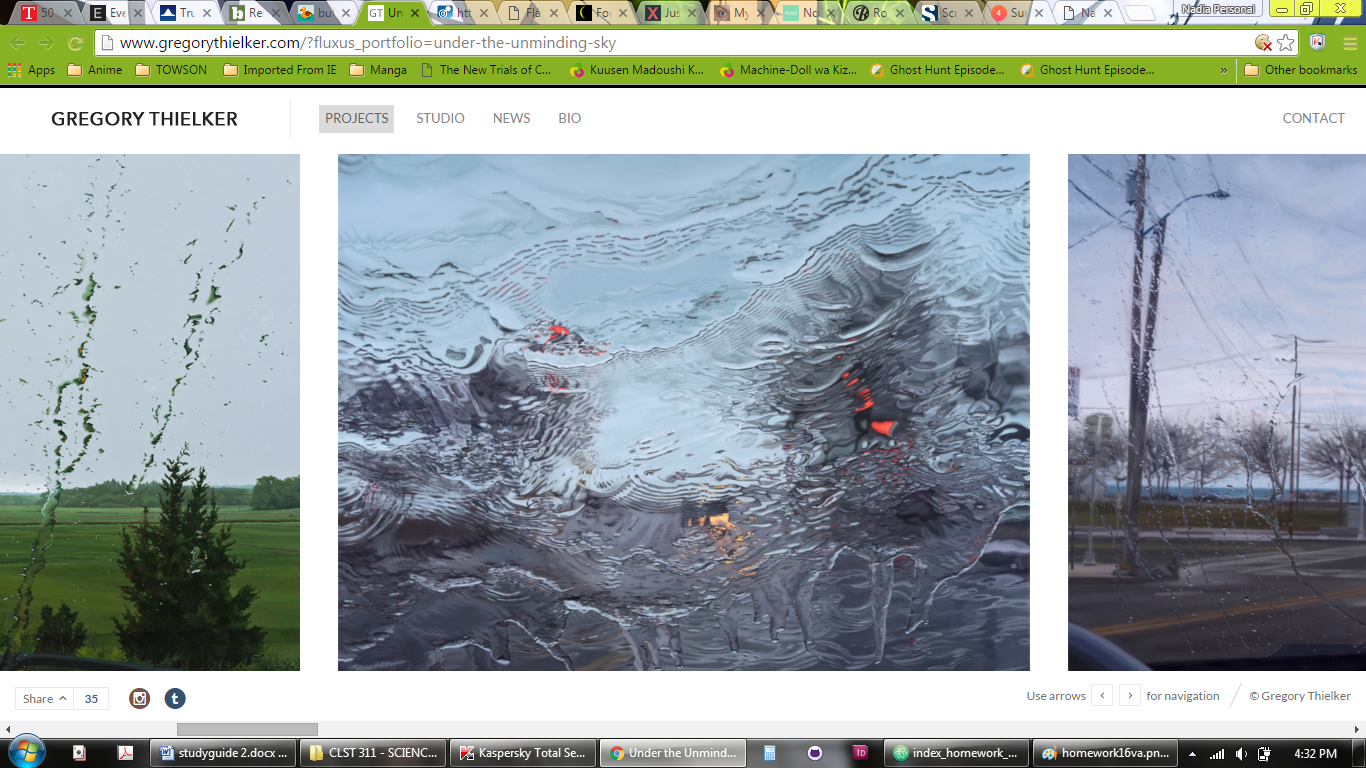 50
Eve
Tru
Re
bu
GT Un
htt
Fla
For
Jus
My
No
Ro
Scr
Su
Na
Nadia Personal
www.gregorythielker.com/?fluxus_portfolio=under-the-unminding-sky
Apps Anime TOWSON Imported From IE Manga The New Trials of C... Kuusen Madoushi K... Machine-Doll wa Kiz... Ghost Hunt Episode... Ghost Hunt Episode... » Other bookmarks
GREGORY THIELKER PROJECTS STUDIO NEWS BIO CONTACT
Share 35 Use arrows ‹ › for navigation © Gregory Thielker
studyguide 2.docx ... CLST 311 - SCIENC... Kaspersky Total Se... Under the Unmind... index_homework_... homework16va.pn... 4:32 PM